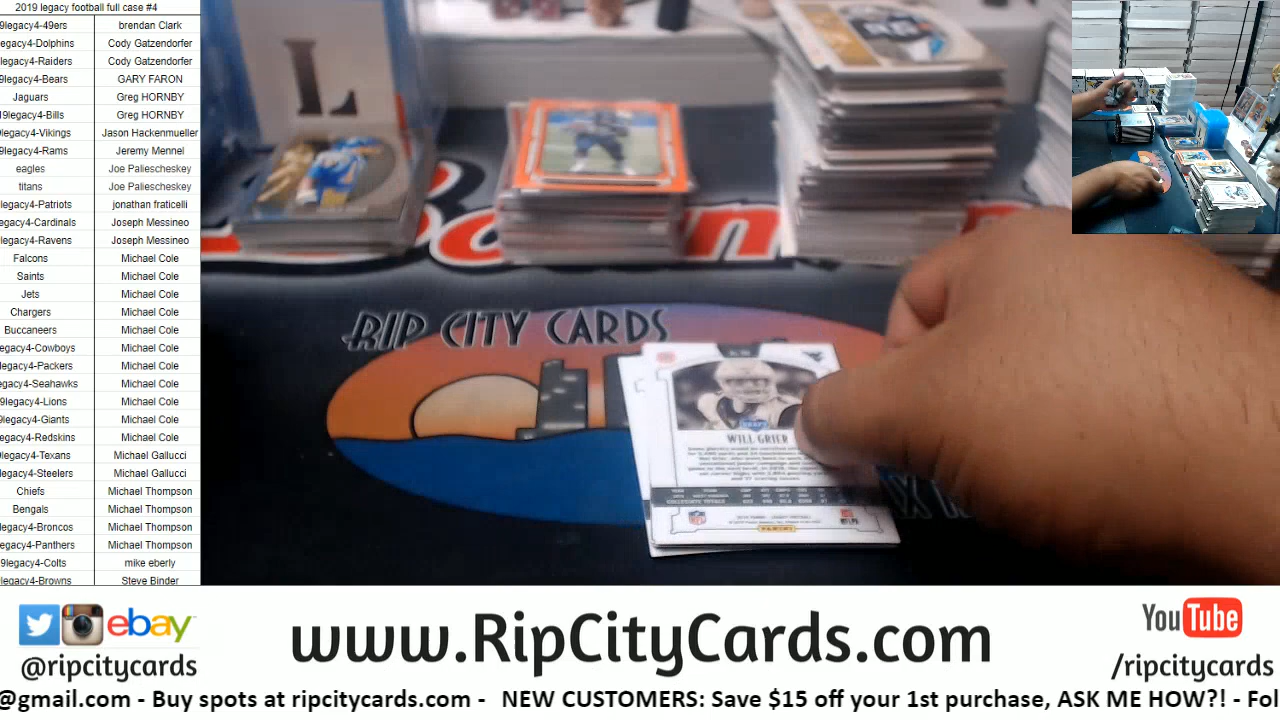 2019 legacy football full case #4
9legacy4-49ers brendan Clark
egacy4-Dolphins Cody Gatzendorfer
egacy4-Raiders Cody Gatzendorfer
9legacy4-Bears GARY FARON
Jaguars Greg HORNBY
19legacy4-Bills Greg HORNBY
9legacy4-Vikings Jason Hackenmueller
9legacy4-Rams Jeremy Mennel
eagles Joe Paliescheskey
titans Joe Paliescheskey
legacy4-Patriots jonathan fraticelli
legacy4-Cardinals Joseph Messineo
legacy4-Ravens Joseph Messineo
Falcons Michael Cole
Saints Michael Cole
Jets Michael Cole
Chargers Michael Cole
Buccaneers Michael Cole
egacy4-Cowboys Michael Cole
egacy4-Packers Michael Cole
egacy4-Seahawks Michael Cole
9legacy4-Lions Michael Cole
9legacy4-Giants Michael Cole
egacy4-Redskins Michael Cole
legacy4-Texans Michael Gallucci
legacy4-Steelers Michael Gallucci
Chiefs Michael Thompson
Bengals Michael Thompson
legacy4-Broncos Michael Thompson
egacy4-Panthers Michael Thompson
9legacy4-Colts mike eberly
legacy4-Browns Steve Binder
L
RIP CITY CARDS
WILL GRIER
PANINI
ebay
@ripcitycards
www.RipCityCards.com
YouTube
/ripcitycards
@gmail.com - Buy spots at ripcitycards.com - NEW CUSTOMERS: Save $15 off your 1st purchase, ASK ME HOW?! - Fol